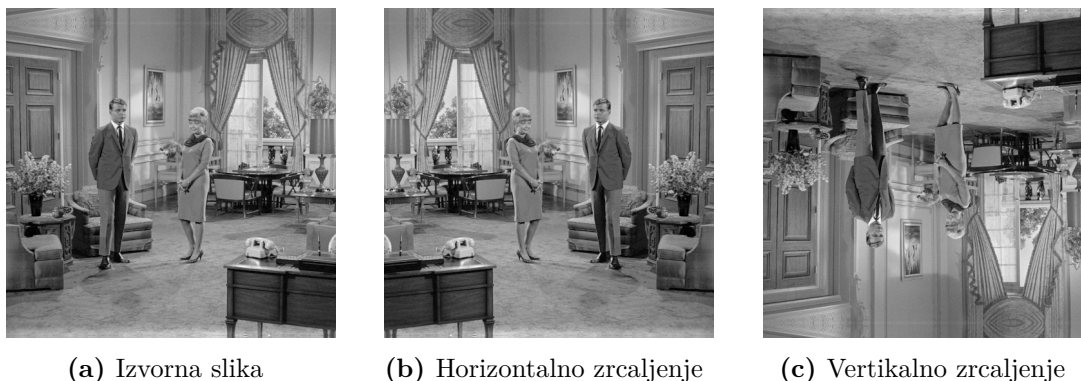 (a) Izvorna slika
(b) Horizontalno zrcaljenje
(c) Vertikalno zrcaljenje